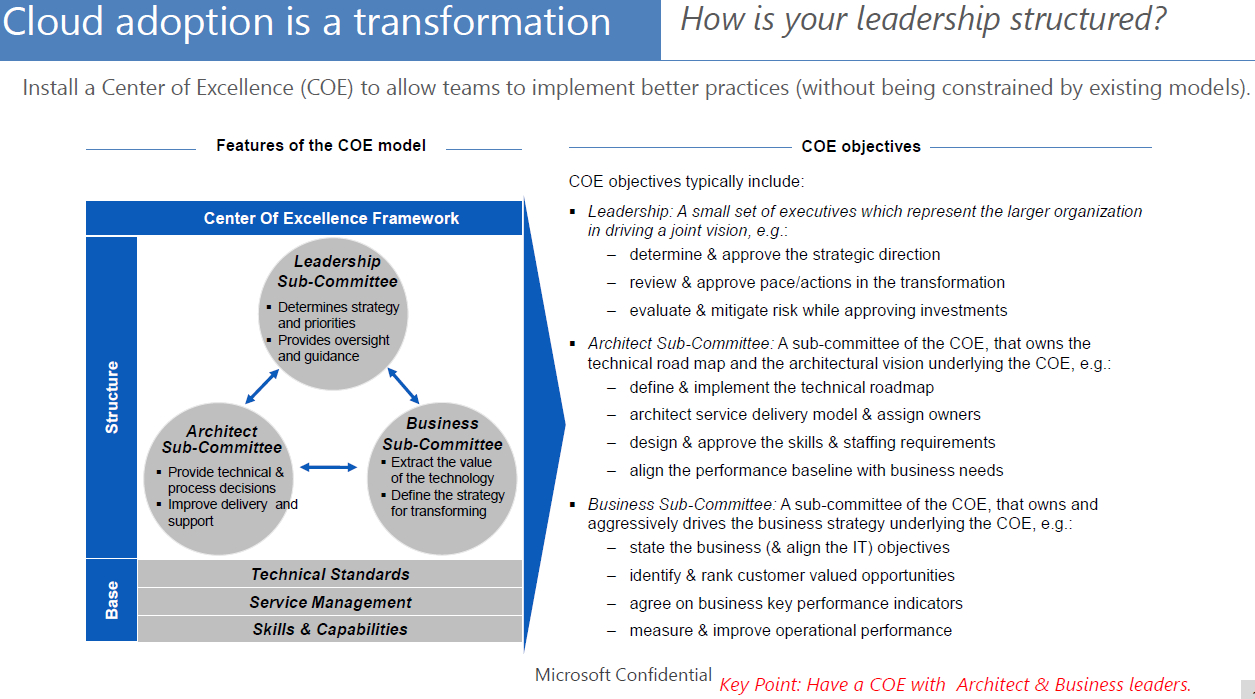 Cloud adoption is a transformation
How is your leadership structured?
Install a Center of Excellence (COE) to allow teams to implement better practices (without being constrained by existing models).
Features of the COE model
Center Of Excellence Framework
Structure
Leadership
Sub-Committee
▪ Determines strategy
and priorities
▪ Provides oversight
and guidance
Architect
Sub-Committee
▪ Provide technical &
process decisions
▪ Improve delivery and
support
Business
Sub-Committee
▪ Extract the value
of the technology
▪ Define the strategy
for transforming
Base
Technical Standards
Service Management
Skills & Capabilities
COE objectives
COE objectives typically include:
▪ Leadership: A small set of executives which represent the larger organization
in driving a joint vision, e.g.:
– determine & approve the strategic direction
– review & approve pace/actions in the transformation
– evaluate & mitigate risk while approving investments
▪ Architect Sub-Committee: A sub-committee of the COE, that owns the
technical road map and the architectural vision underlying the COE, e.g.:
– define & implement the technical roadmap
– architect service delivery model & assign owners
– design & approve the skills & staffing requirements
– align the performance baseline with business needs
▪ Business Sub-Committee: A sub-committee of the COE, that owns and
aggressively drives the business strategy underlying the COE, e.g.:
– state the business (& align the IT) objectives
– identify & rank customer valued opportunities
– agree on business key performance indicators
– measure & improve operational performance
Microsoft Confidential
Key Point: Have a COE with Architect & Business leaders.